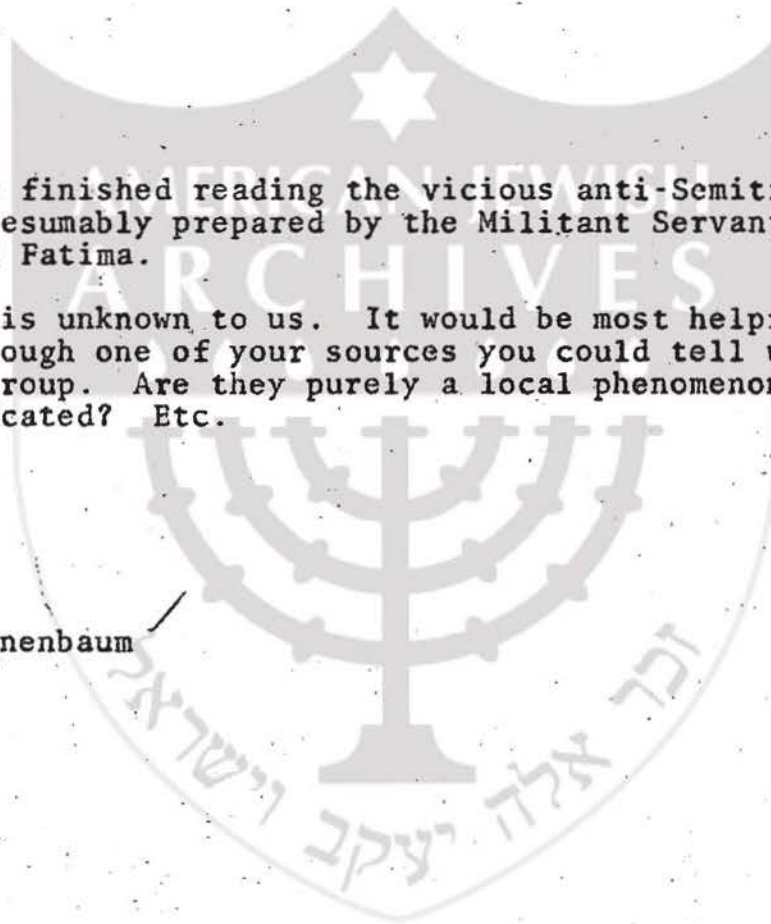 finished reading the vicious anti-Semit
esumably prepared by the Militant Servan
Fatima.
is unknown to us. It would be most helpf
ough one of your sources you could tell u
roup. Are they purely a local phenomenon
cated? Etc.
nenbaum
AMERICAN JEWISH
ARCHIVES
זכר אלה יעקב וישראל